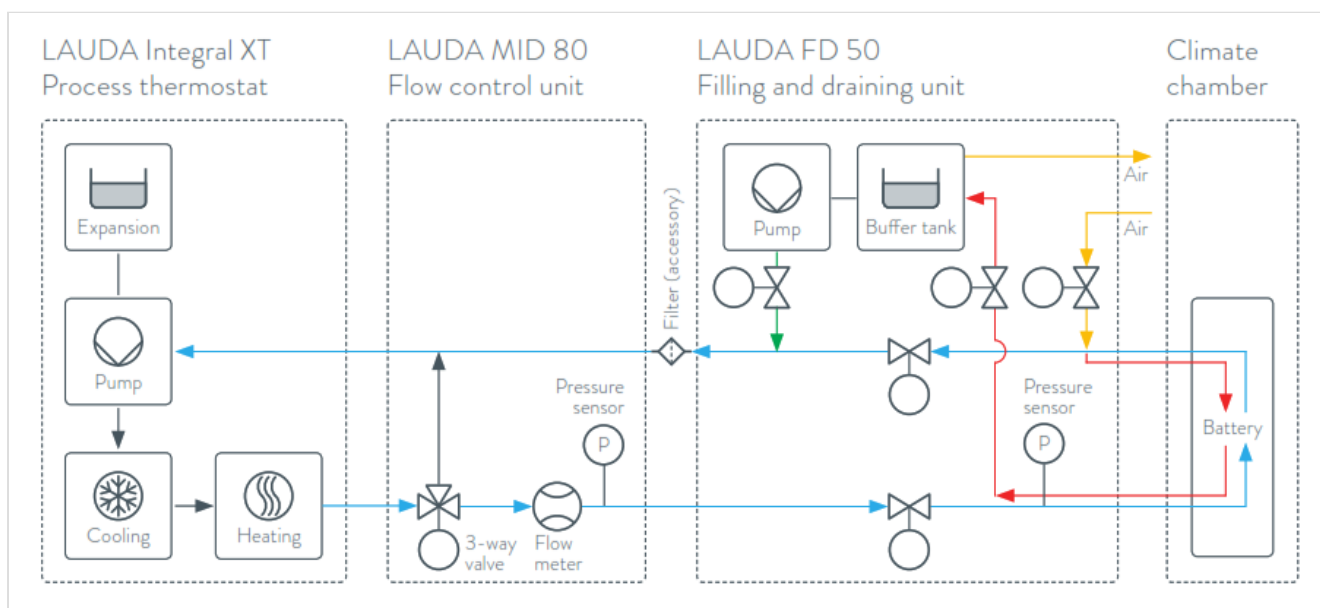 LAUDA Integral XT
Process thermostat
LAUDA MID 80
Flow control unit
LAUDA FD 50
Filling and draining unit
Climate
chamber
Expansion
Pump
Cooling
Heating
3-way
valve
Flow
meter
Pressure
sensor
P
Filter (accessory)
Pump
Buffer tank
Air
Air
Pressure
sensor
P
Battery